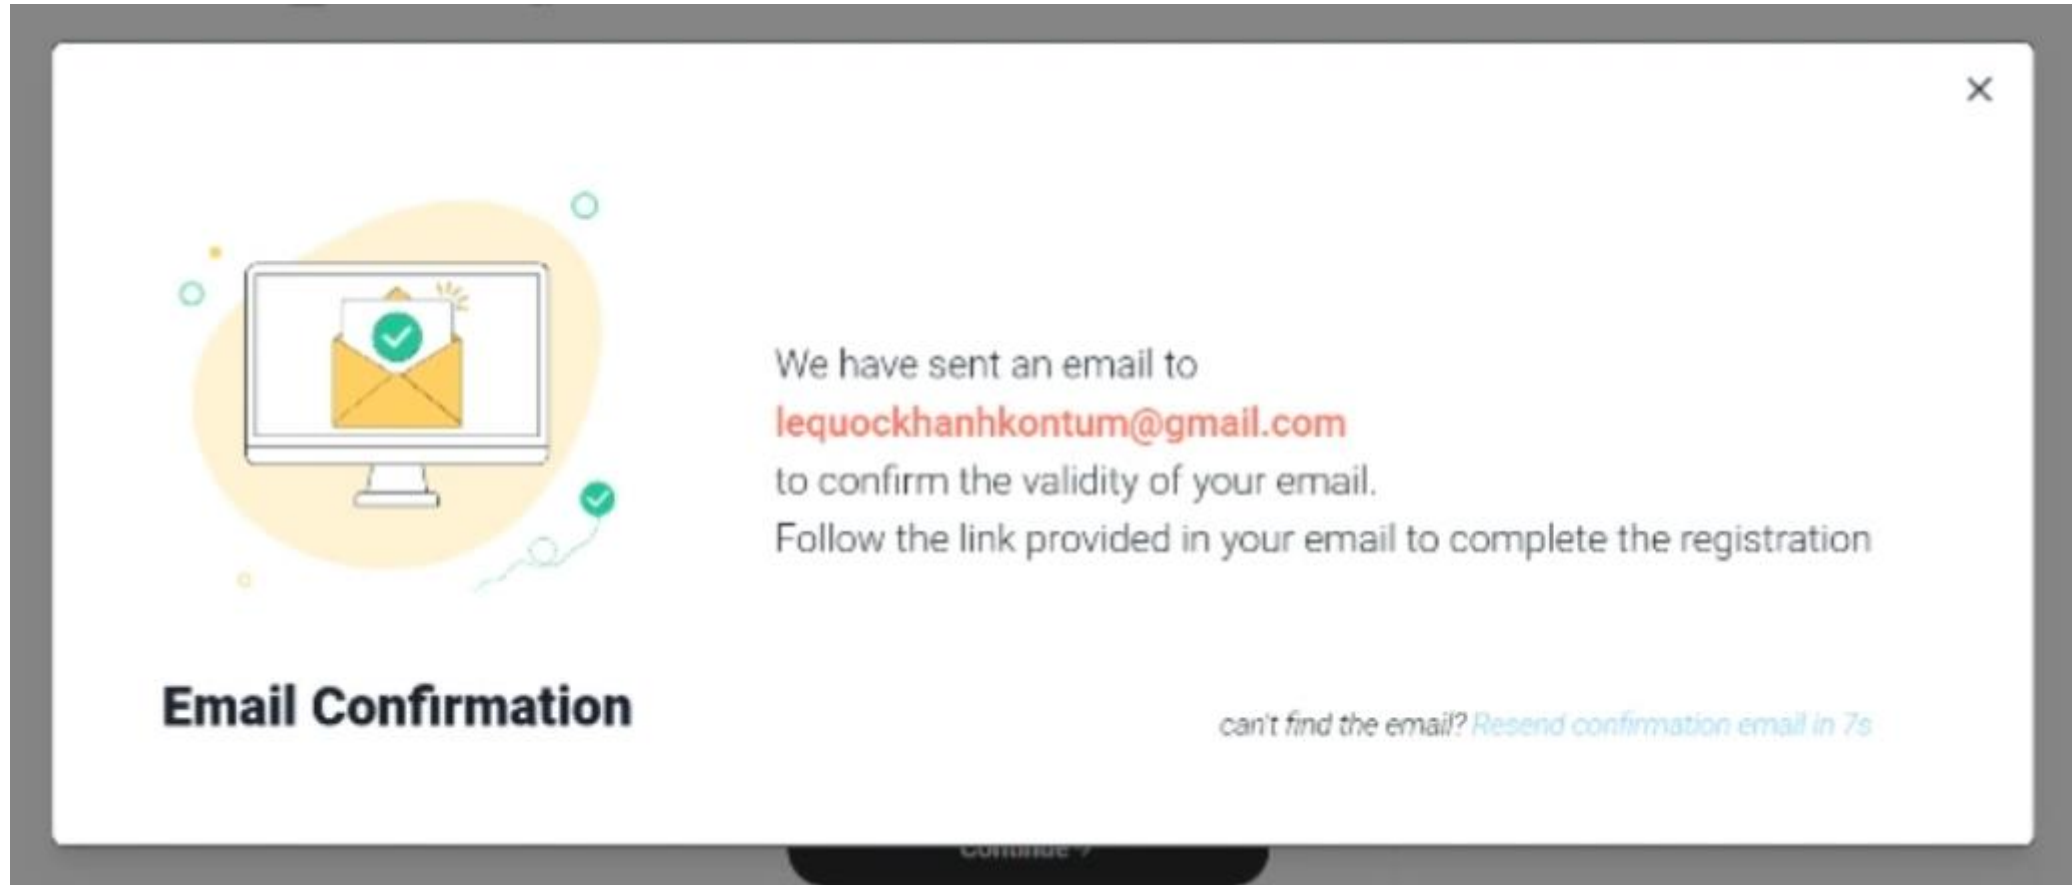 We have sent an email to
lequockhanhkontum@gmail.com
to confirm the validity of your email.
Follow the link provided in your email to complete the registration
Email Confirmation
can't find the email? Resend confirmation email in 7s
Continue